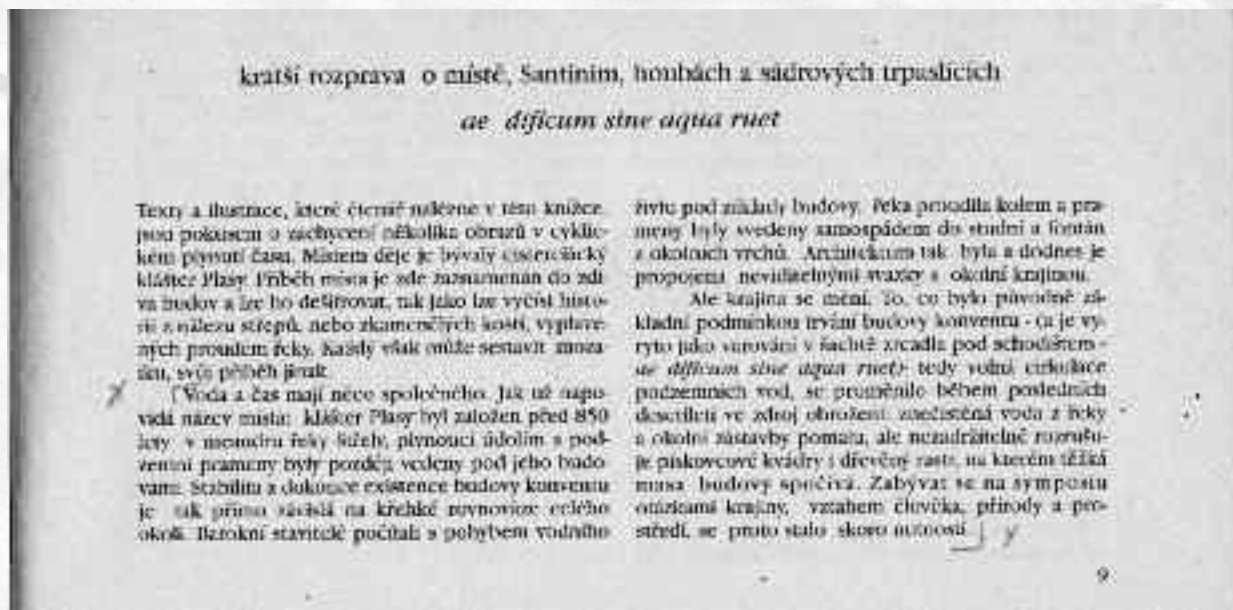 kratší rozprava o místě, Santinim, houbách a sádrových trpaslících
ae dificum sine aqua ruet
Texty a ilustrace, které čtenář nalezne v této knížce
jsou pokusem o zachycení několika obrazů v cyklic-
kém plynutí času. Místem děje je bývalý cisterciácký
klášter Plasy. Příběh místa je zde zaznamenán do zdi-
va budov a lze ho dešifrovat, tak jako lze vyčíst histo-
rii z nálezu střepů, nebo zkamenělých kostí, vyplave-
ných proudem řeky. Každý však může sestavit moza-
iku, svůj příběh jinak.
Voda a čas mají něco společného. Jak už napo-
vídá název místa: klášter Plasy byl založen před 850
lety v meandru řeky Střely, plynoucí údolím a pod-
zemní prameny byly později vedeny pod jeho budo-
vami. Stabilita a dokonce existence budovy konventu
je tak přímo závislá na křehké rovnováze celého
okolí. Barokní stavitelé počítali s pohybem vodního
živlu pod základy budovy, řeka proudila kolem a pra-
meny byly svedeny samospádem do studní a fontán
z okolních vrchů. Architektura tak byla a dodnes je
propojena neviditelnými svazky s okolní krajinou.
Ale krajina se mění. To, co bylo původně zá-
kladní podmínkou trvání budovy konventu - (a je vy-
ryto jako varování v šachtě zrcadla pod schodištěm -
ae dificum sine aqua ruet)- tedy volná cirkulace
podzemních vod, se proměnilo během posledních
desetiletí ve zdroj ohrožení: znečistěná voda z řeky
a okolní zástavby pomalu, ale nezadržitelně rozrušu-
je pískovcové kvádry i dřevěný rastr, na kterém těžká
masa budovy spočívá. Zabývat se na symposiu
otázkami krajiny, vztahem člověka, přírody a pro-
středí, se proto stalo skoro nutností.
9